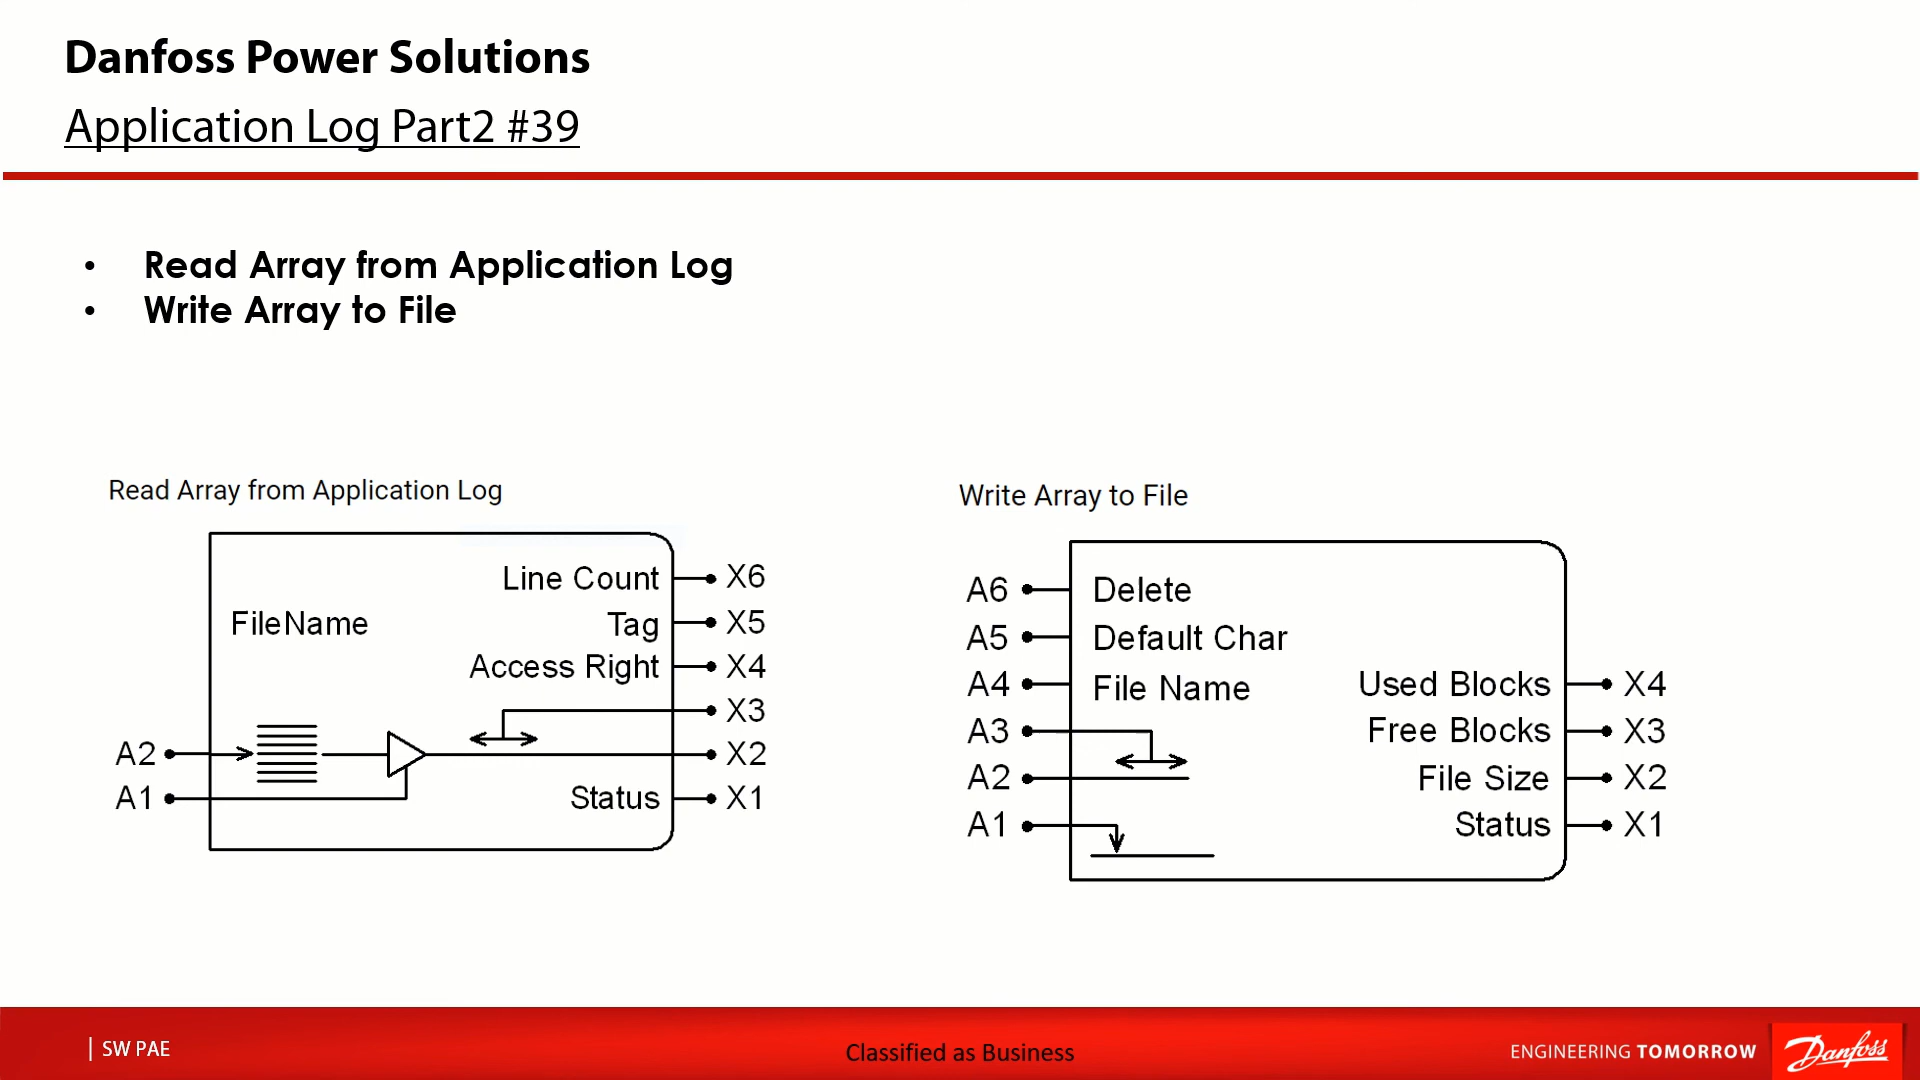 Danfoss Power Solutions
Application Log Part2 #39
• Read Array from Application Log
• Write Array to File
Read Array from Application Log
FileName
Line Count X6
Tag X5
Access Right X4
X3
A2 X2
A1 Status X1
Write Array to File
A6 Delete
A5 Default Char
A4 File Name Used Blocks X4
A3 Free Blocks X3
A2 File Size X2
A1 Status X1
| SW PAE
Classified as Business
ENGINEERING TOMORROW
Danfoss